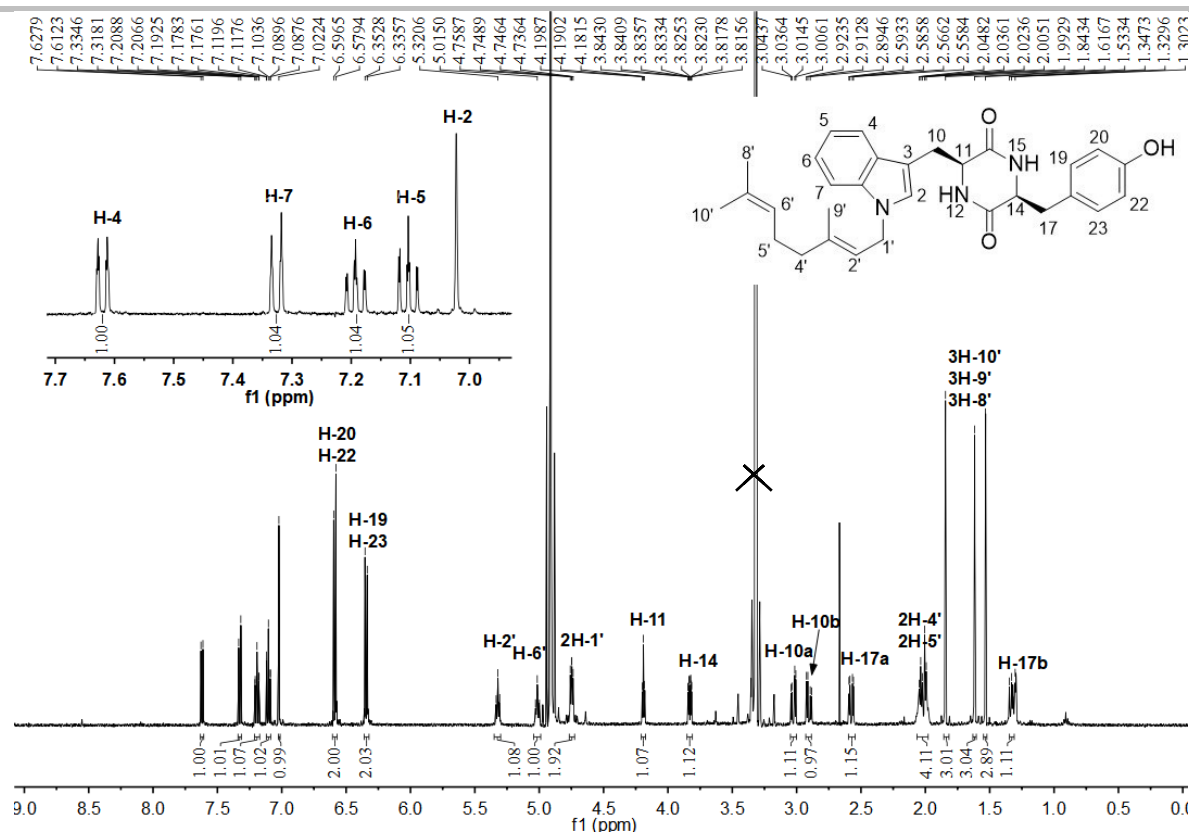 7.6279 7.6123 7.3346 7.3181 7.2088 7.2066 7.1925 7.1783 7.1761 7.1196 7.1176 7.1036 7.0896 7.0876 7.0224 6.5965 6.5794 6.3528 6.3357 5.3206 5.0150 4.7587 4.7489 4.7464 4.7364 4.1987 4.1902 4.1815 3.8430 3.8409 3.8357 3.8334 3.8253 3.8230 3.8178 3.8156 3.0437 3.0364 3.0145 3.0061 2.9235 2.9128 2.8946 2.5933 2.5858 2.5662 2.5584 2.0482 2.0361 2.0236 2.0051 1.9929 1.8434 1.6167 1.5334 1.3473 1.3296 1.3023
H-2
H-7
H-4
H-6
H-5
1.00 1.04 1.04 1.05
7.7 7.6 7.5 7.4 7.3 7.2 7.1 7.0
f1 (ppm)
5 4 10 O 20
8' 6 3 11 15 NH 19 OH
10' 6' 7 2 HN 12 14 22
9' N 17 23
5' 1' O
4' 2'
3H-10'
3H-9'
3H-8'
H-20
H-22
H-19
H-23
H-2'
H-6'
2H-1'
H-11
H-14
H-10a
H-10b
H-17a
2H-4'
2H-5'
H-17b
1.00 1.01 1.07 1.02 0.99 2.00 2.03 1.08 1.00 1.92 1.07 1.12 1.11 0.97 1.15 4.11 3.01 3.04 2.89 1.11
9.0 8.5 8.0 7.5 7.0 6.5 6.0 5.5 5.0 4.5 4.0 3.5 3.0 2.5 2.0 1.5 1.0 0.5 0.0
f1 (ppm)